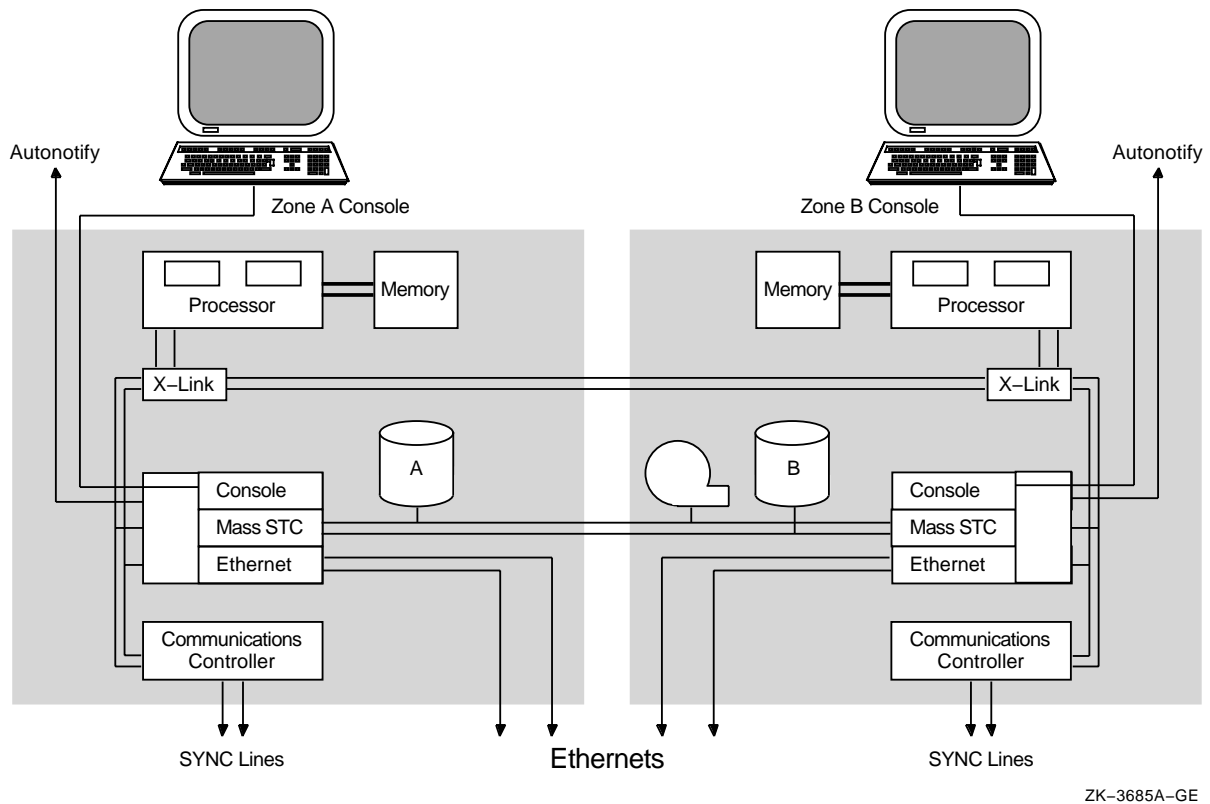 Autonotify
Autonotify
Zone A Console
Zone B Console
Processor
Memory
Memory
Processor
X–Link
X–Link
A
B
Console
Mass STC
Ethernet
Console
Mass STC
Ethernet
Communications
Controller
Communications
Controller
SYNC Lines
Ethernets
SYNC Lines
ZK–3685A–GE